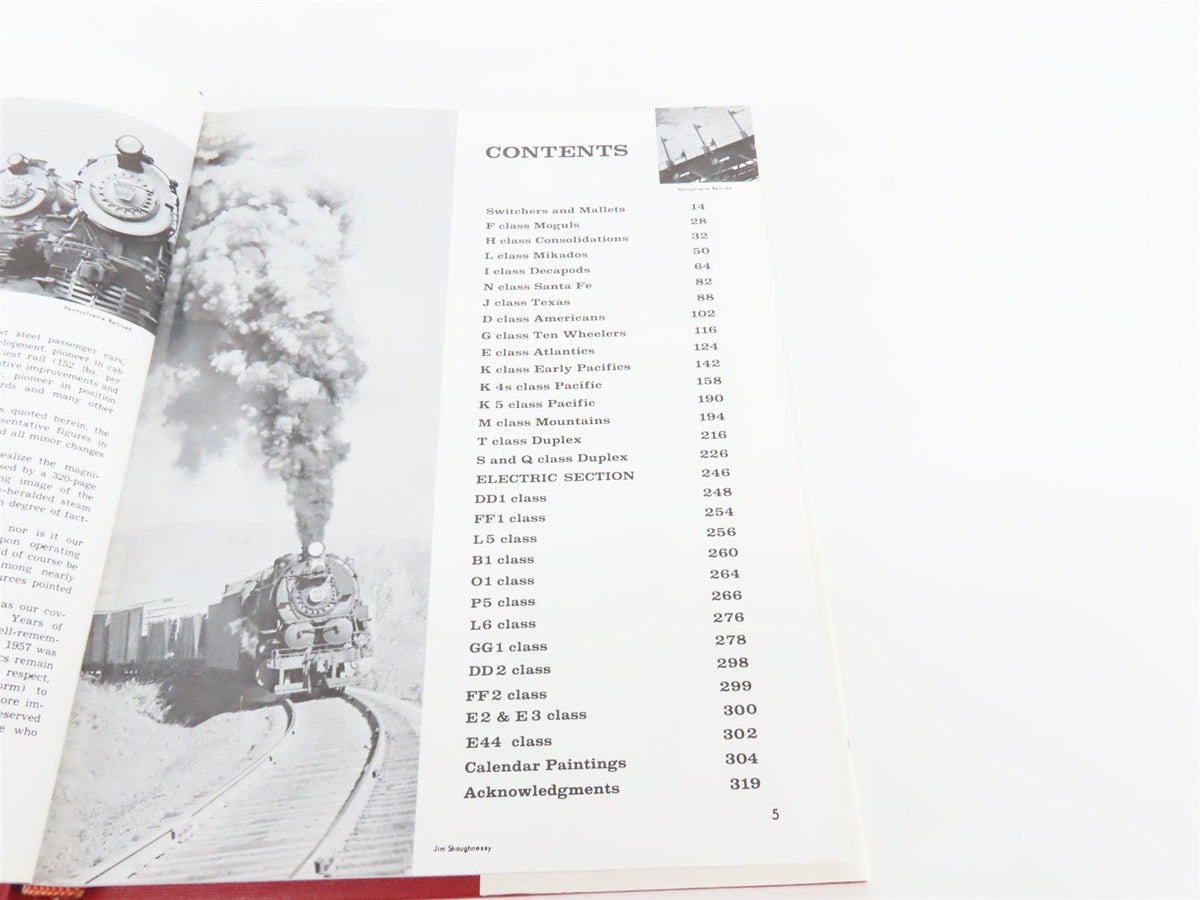 Pennsylvania Railroad
st steel passenger cars,
elopment, pioneer in cab
viest rail (152 lbs. per
otive improvements and
, pioneer in position
rds and many other
s quoted herein, the
sentative figures in
d all minor changes
ealize the magni-
sed by a 320-page
ng image of the
-heralded steam
n degree of fact-
nor is it our
pon operating
ld of course be
among nearly
urces pointed
as our cov-
Years of
ell-remem-
1957 was
cs remain
respect,
orm) to
ore im-
eserved
e who
CONTENTS
Pennsylvania Railroad
Switchers and Mallets 14
F class Moguls 28
H class Consolidations 32
L class Mikados 50
I class Decapods 64
N class Santa Fe 82
J class Texas 88
D class Americans 102
G class Ten Wheelers 116
E class Atlantics 124
K class Early Pacifics 142
K 4s class Pacific 158
K 5 class Pacific 190
M class Mountains 194
T class Duplex 216
S and Q class Duplex 226
ELECTRIC SECTION 246
DD1 class 248
FF1 class 254
L5 class 256
B1 class 260
O1 class 264
P5 class 266
L6 class 276
GG1 class 278
DD2 class 298
FF2 class 299
E2 & E3 class 300
E44 class 302
Calendar Paintings 304
Acknowledgments 319
5
Jim Shaughnessy